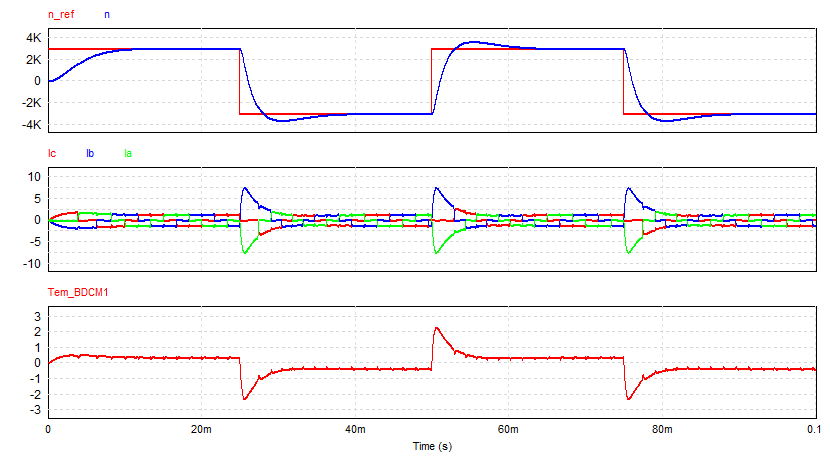 n_ref n
4K
2K
0
-2K
-4K
Ic Ib Ia
10
5
0
-5
-10
Tem_BDCM1
3
2
1
0
-1
-2
-3
0 20m 40m 60m 80m 0.1
Time (s)